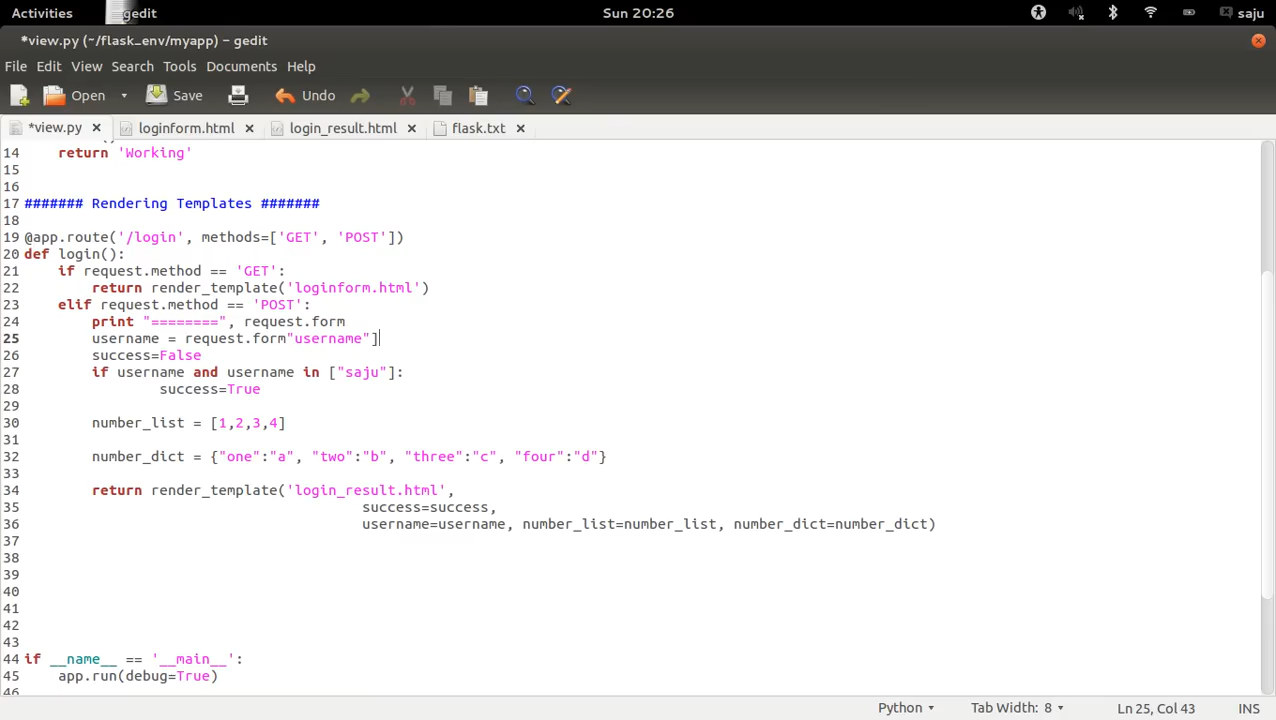 Activities gedit Sun 20:26 saju
*view.py (~/flask_env/myapp) – gedit
File Edit View Search Tools Documents Help
Open Save Undo
*view.py loginform.html login_result.html flask.txt
14     return 'Working'
15
16
17 ####### Rendering Templates #######
18
19 @app.route('/login', methods=['GET', 'POST'])
20 def login():
21     if request.method == 'GET':
22         return render_template('loginform.html')
23     elif request.method == 'POST':
24         print "========", request.form
25         username = request.form"username"]
26         success=False
27         if username and username in ["saju"]:
28                 success=True
29
30         number_list = [1,2,3,4]
31
32         number_dict = {"one":"a", "two":"b", "three":"c", "four":"d"}
33
34         return render_template('login_result.html',
35                                         success=success,
36                                         username=username, number_list=number_list, number_dict=number_dict)
37
38
39
40
41
42
43
44 if __name__ == '__main__':
45     app.run(debug=True)
46
Python Tab Width: 8 Ln 25, Col 43 INS